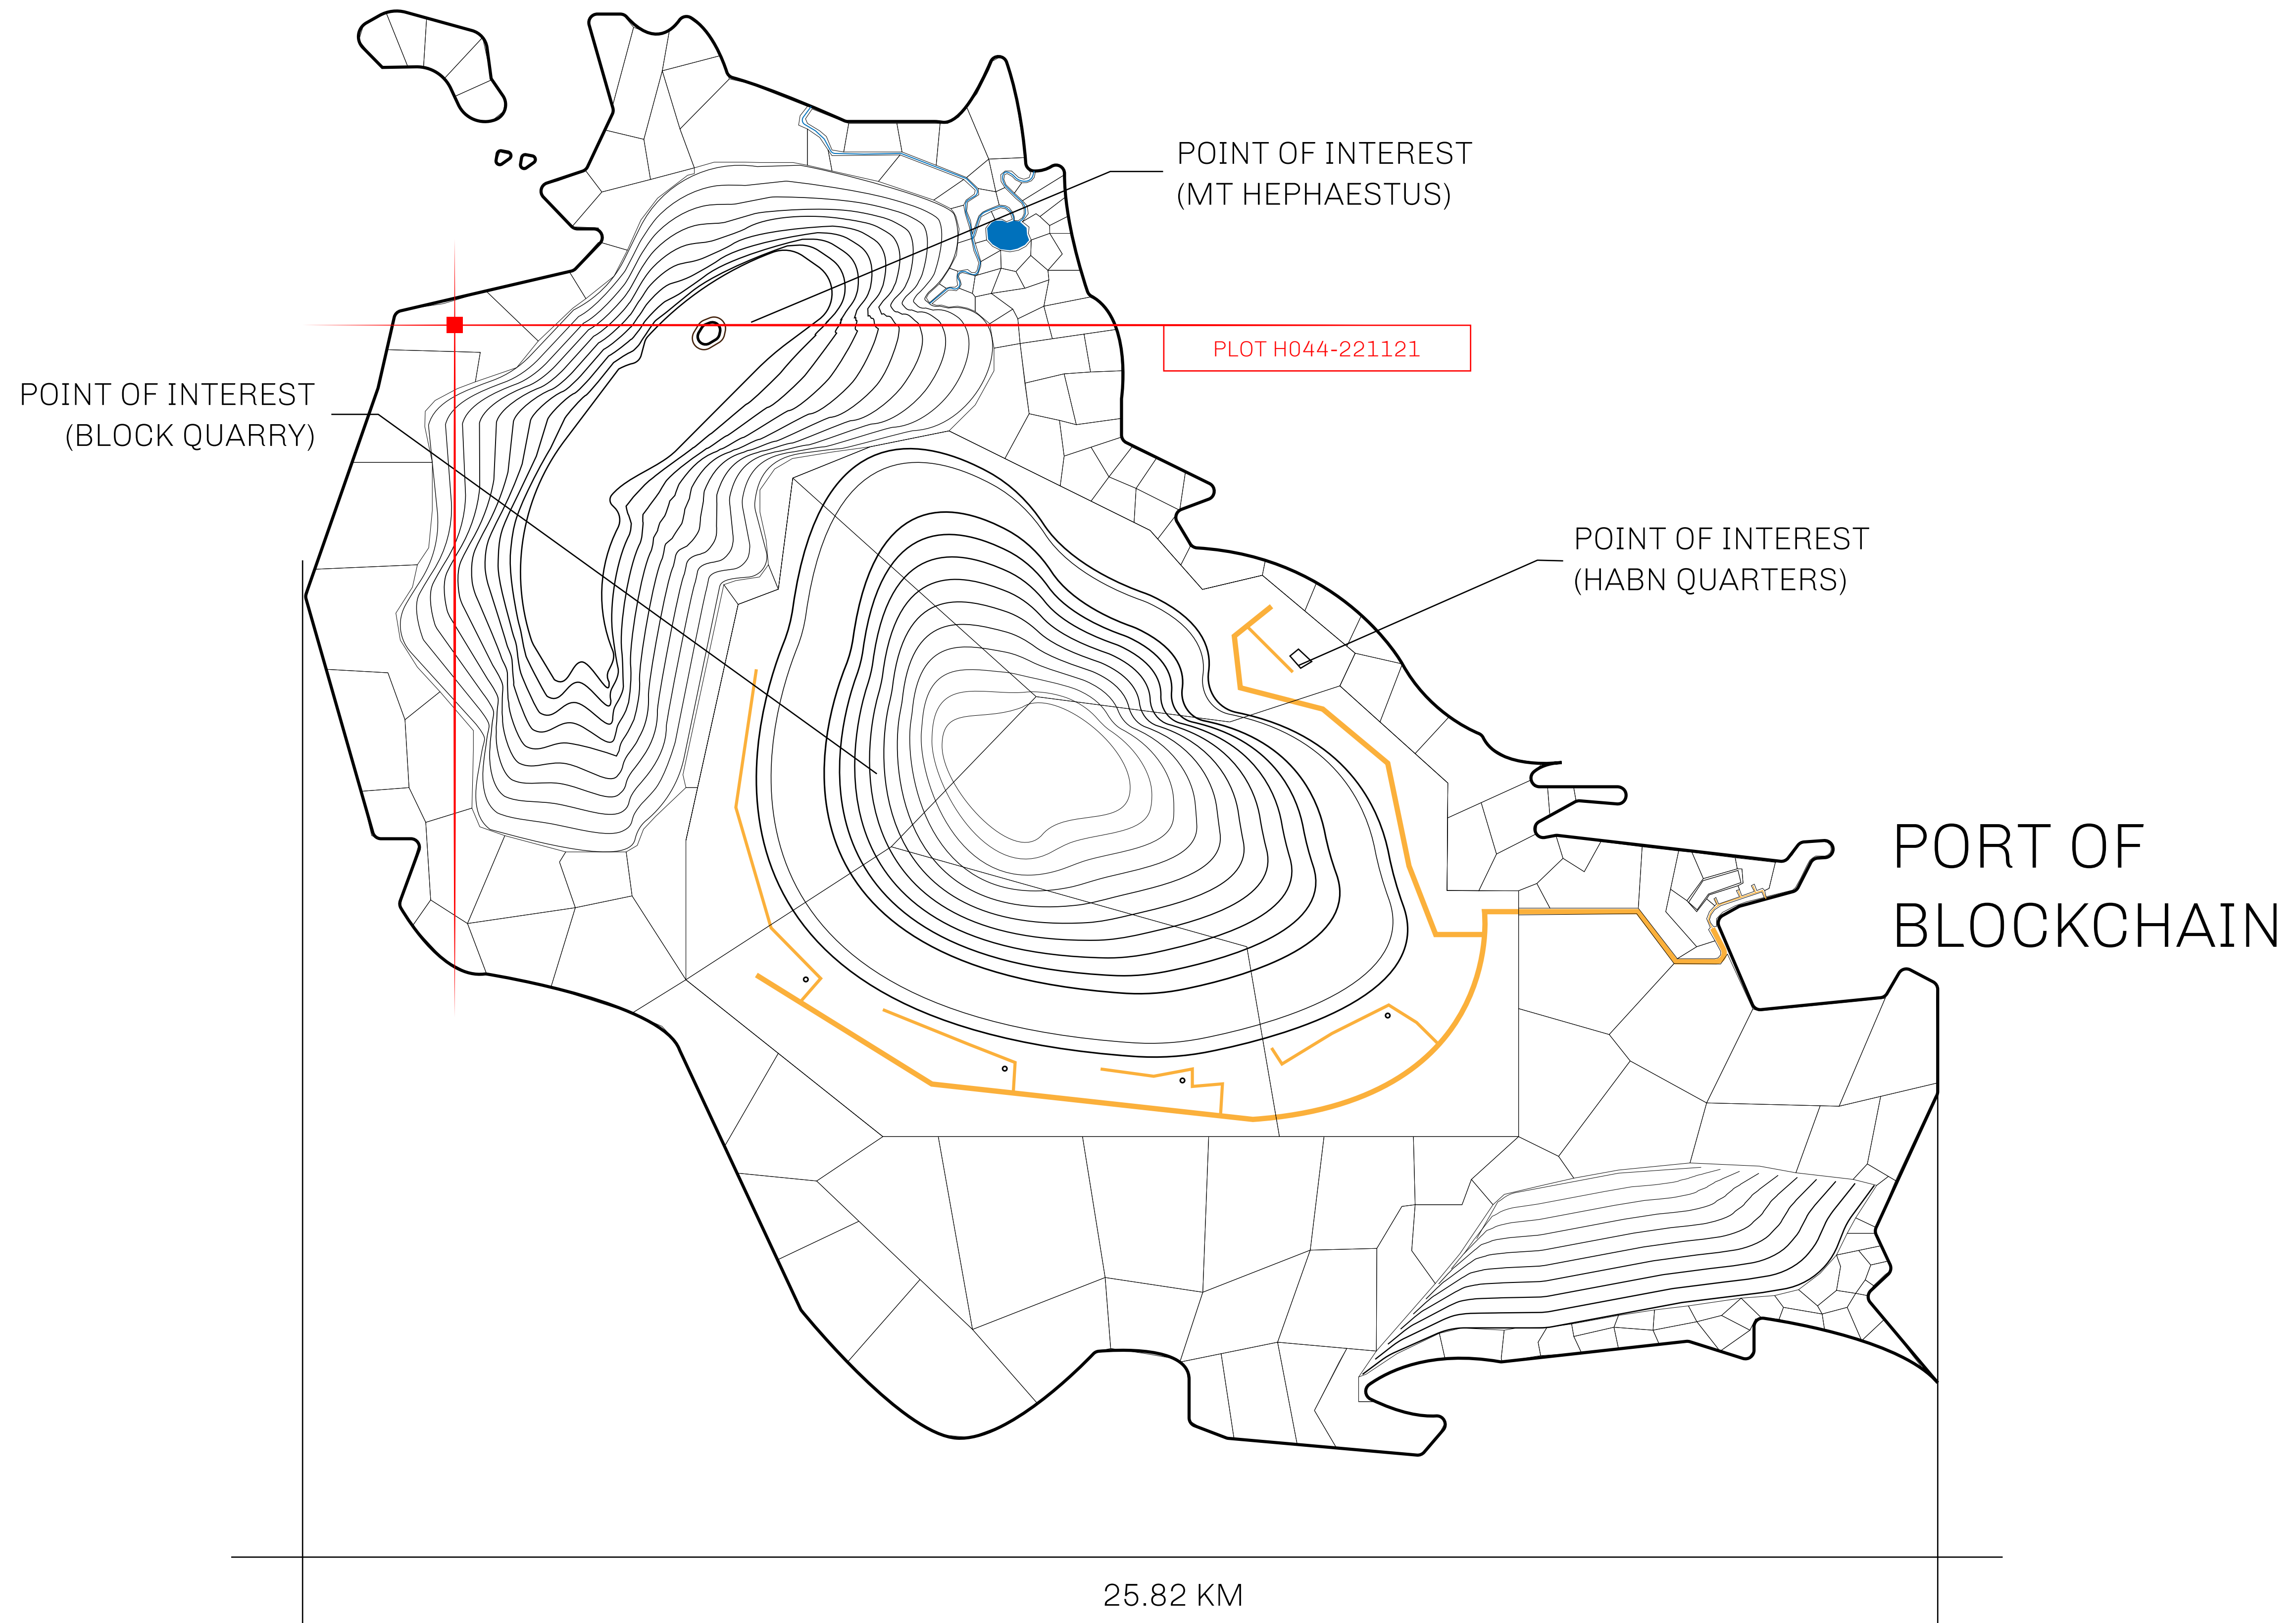 POINT OF INTEREST
(MT HEPHAESTUS)
PLOT H044-221121
POINT OF INTEREST
(BLOCK QUARRY)
POINT OF INTEREST
(HABN QUARTERS)
PORT OF
BLOCKCHAIN
25.82 KM